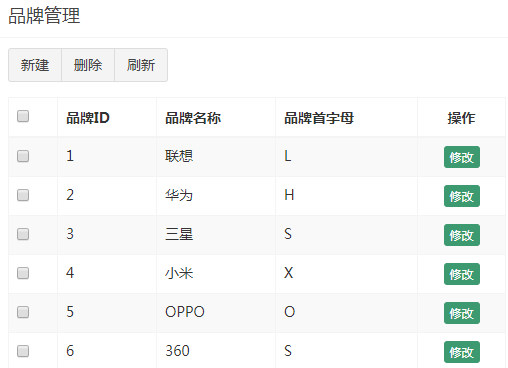 品牌管理
新建 删除 刷新
品牌ID 品牌名称 品牌首字母 操作
1 联想 L 修改
2 华为 H 修改
3 三星 S 修改
4 小米 X 修改
5 OPPO O 修改
6 360 S 修改